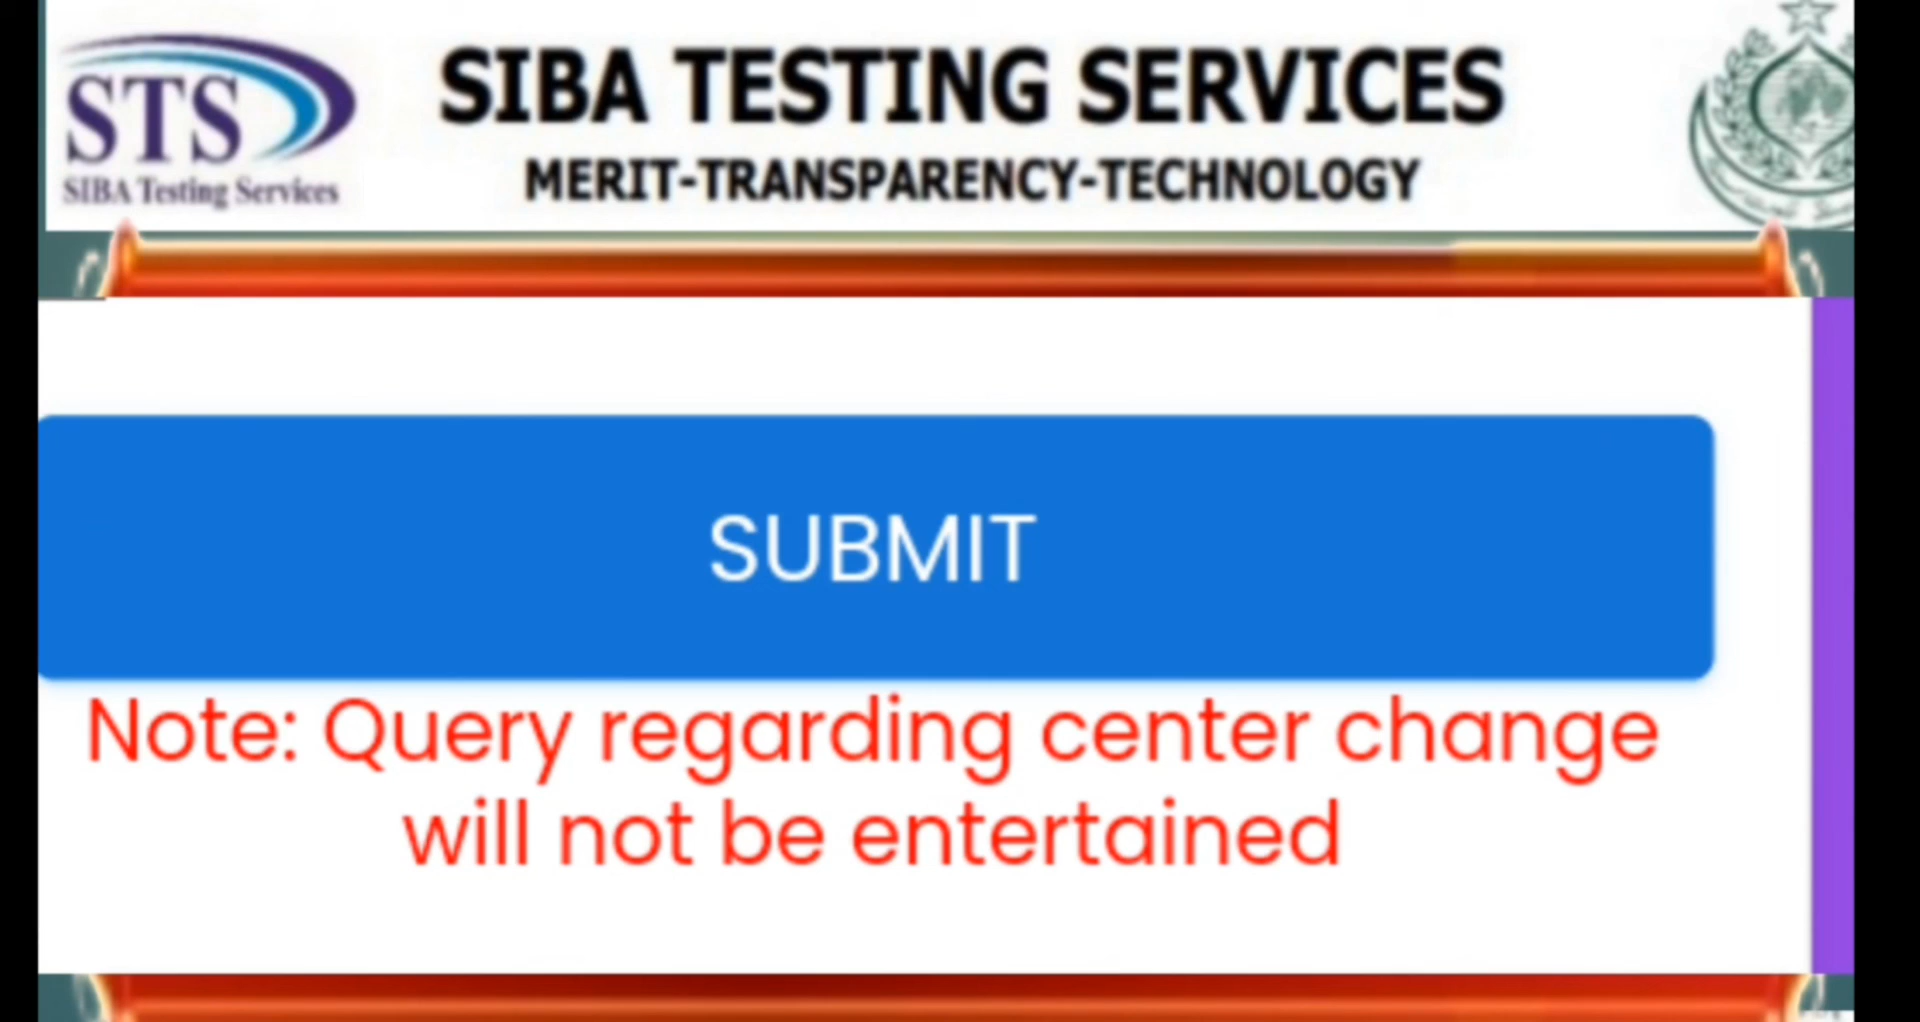 STS
SIBA Testing Services
SIBA TESTING SERVICES
MERIT-TRANSPARENCY-TECHNOLOGY
SUBMIT
Note: Query regarding center change
will not be entertained